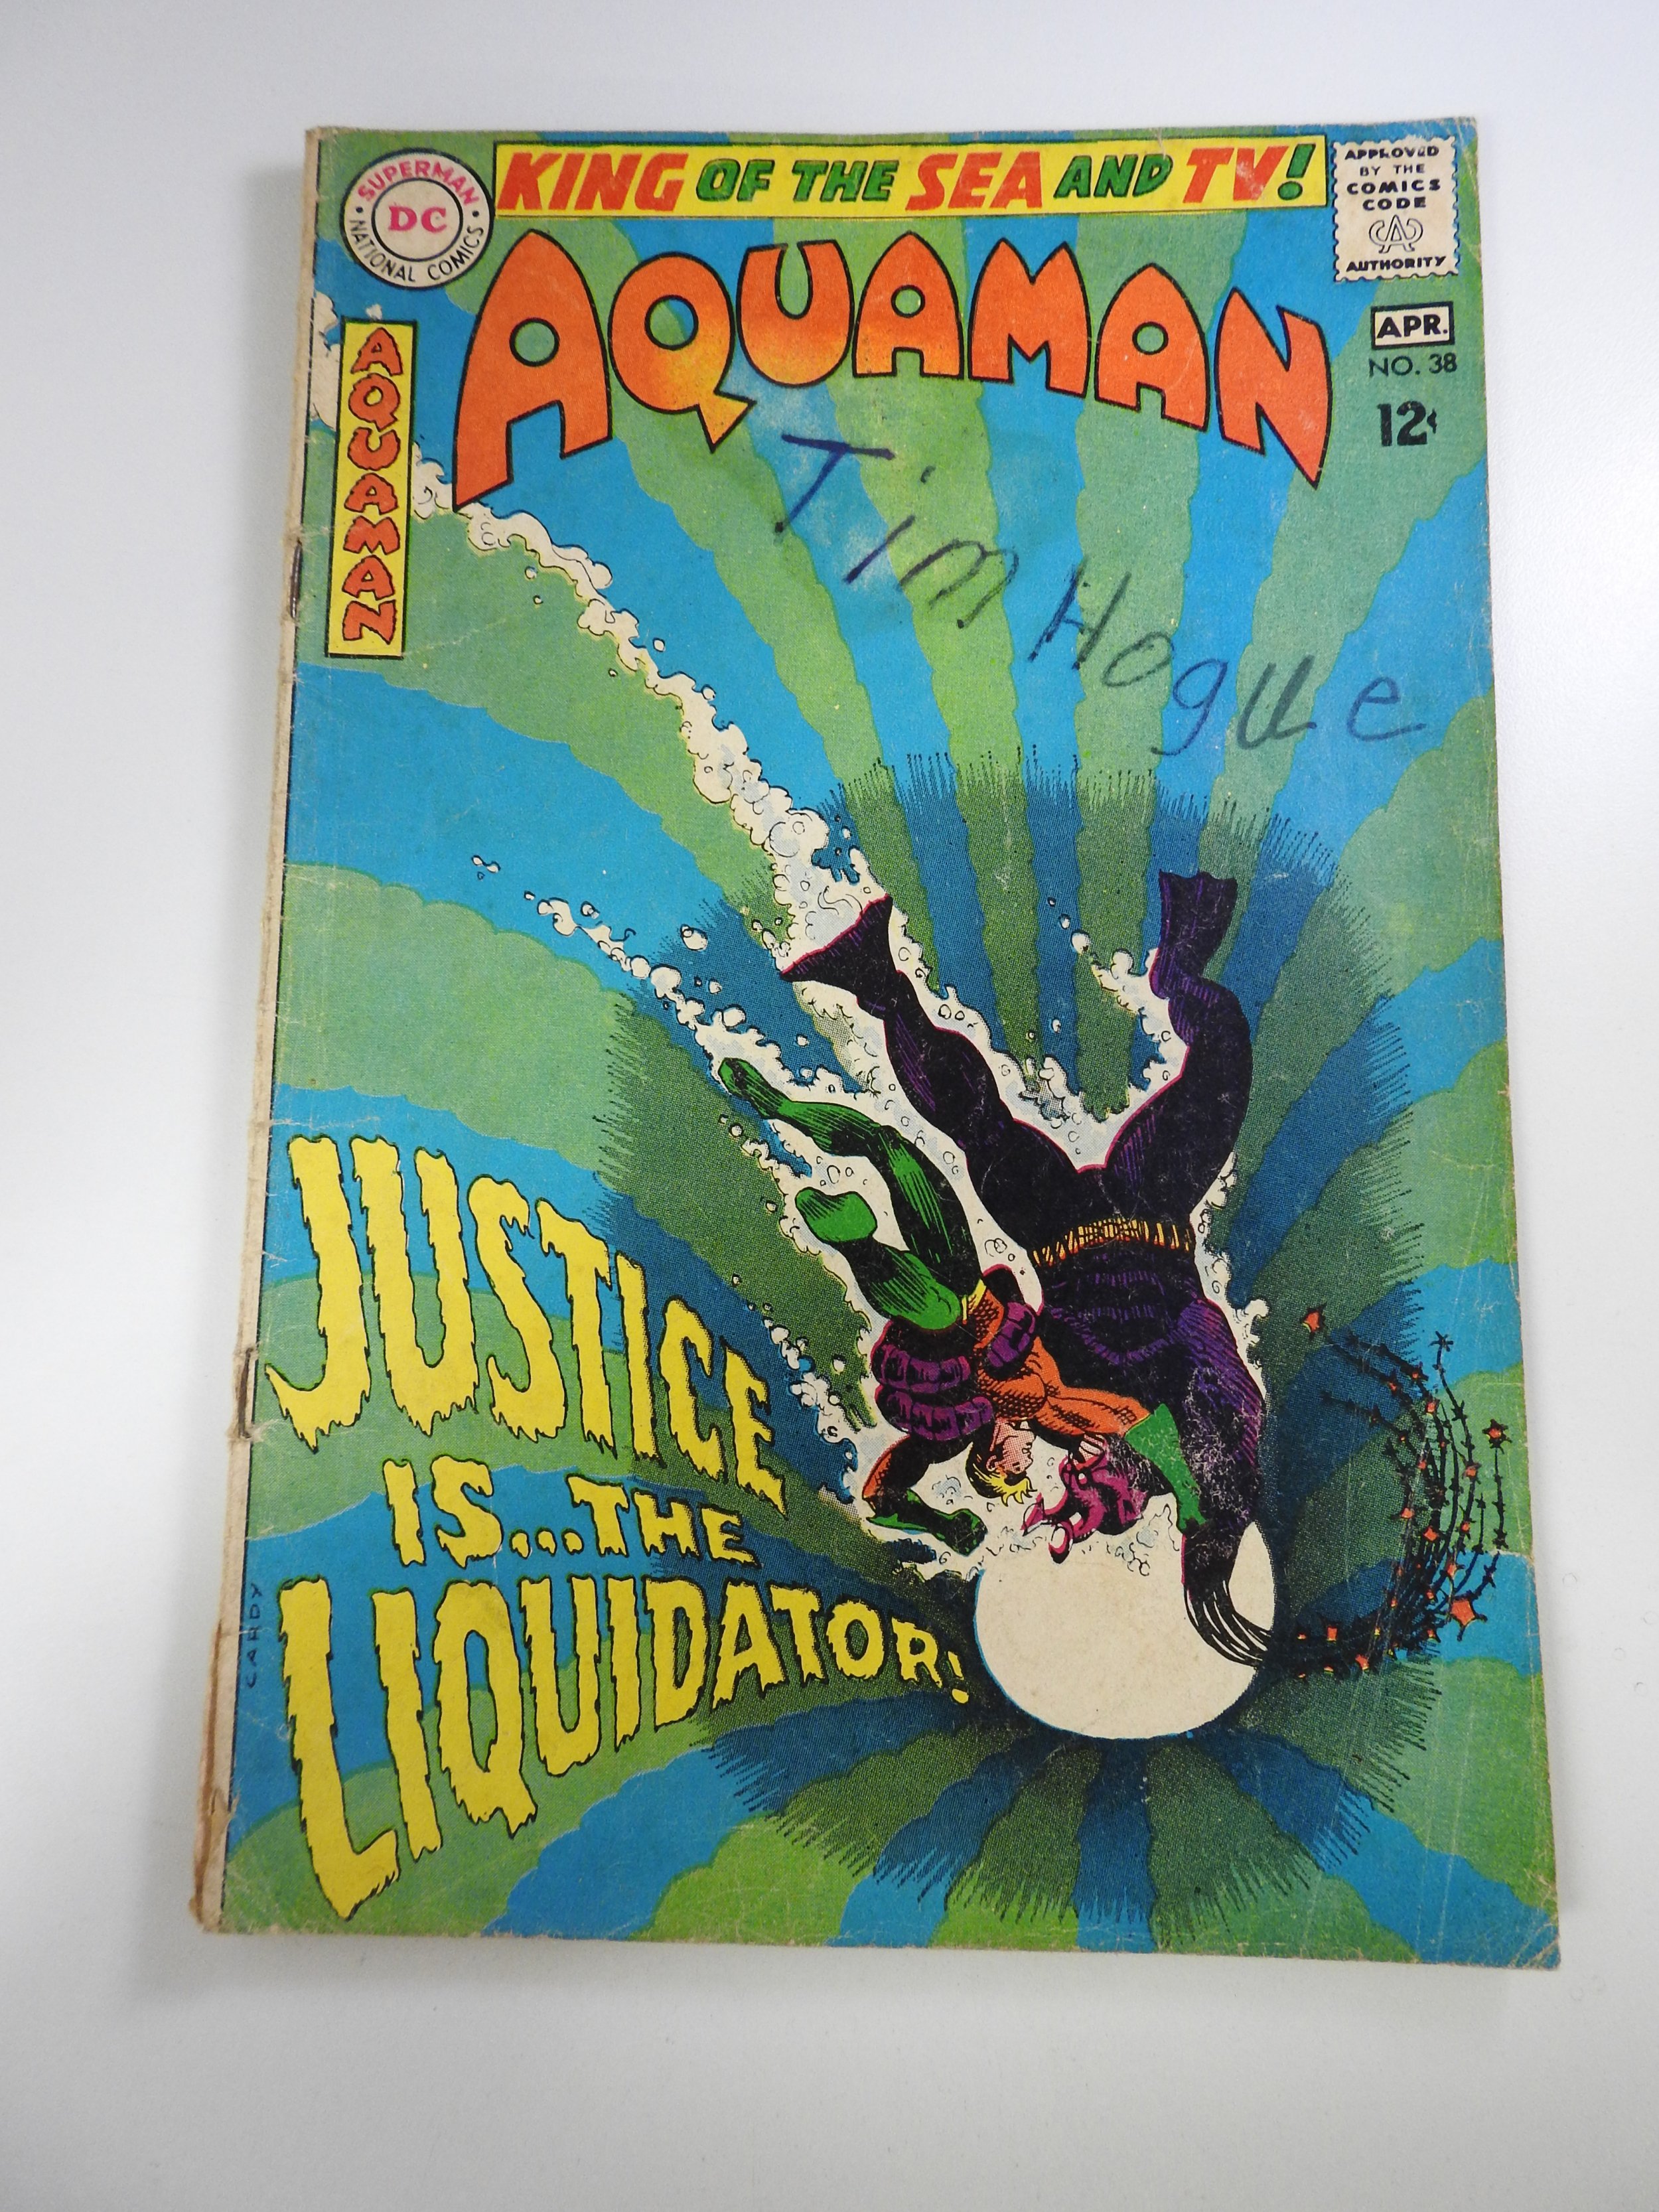 KING OF THE SEA AND TV!
SUPERMAN
DC
NATIONAL COMICS
APPROVED
BY THE
COMICS
CODE
CA
AUTHORITY
AQUAMAN
APR.
NO. 38
12¢
AQUAMAN
Tim Hogue
JUSTICE
IS...THE
LIQUIDATOR!
CARDY